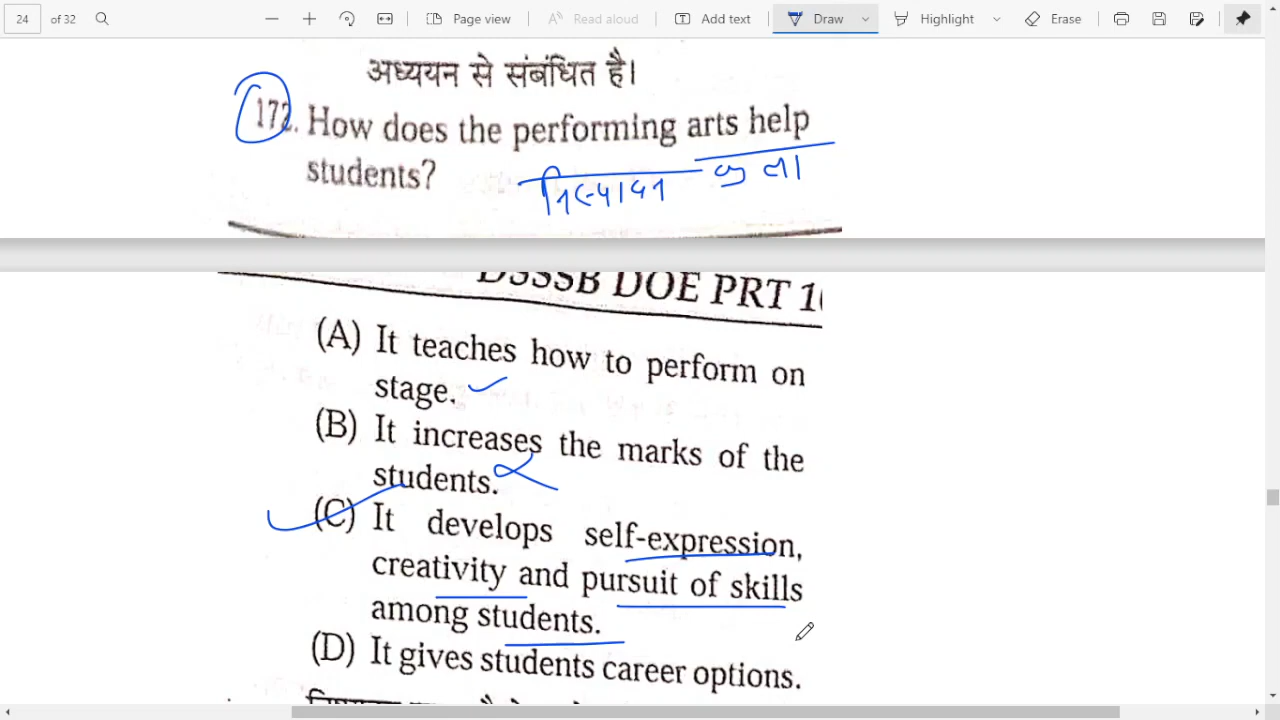 24 of 32 Page view Read aloud Add text Draw Highlight Erase
अध्ययन से संबंधित है।
172. How does the performing arts help
students?
निष्पादन कला
DSSSB DOE PRT
(A) It teaches how to perform on
stage.
(B) It increases the marks of the
students.
(C) It develops self-expression,
creativity and pursuit of skills
among students.
(D) It gives students career options.